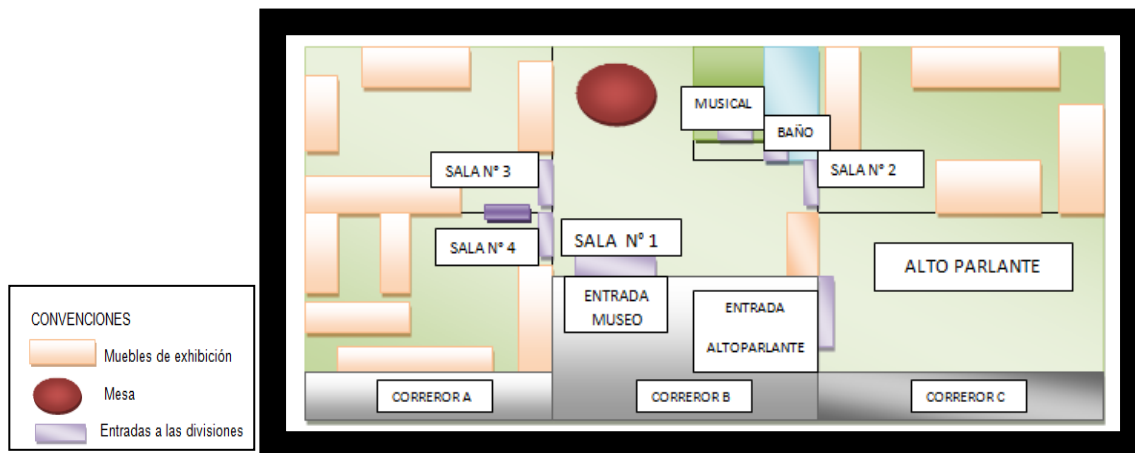 MUSICAL
BAÑO
SALA N° 3
SALA N° 2
SALA N° 4
SALA N° 1
ALTO PARLANTE
ENTRADA
MUSEO
ENTRADA
ALTOPARLANTE
CORREROR A
CORREROR B
CORREROR C
CONVENCIONES
Muebles de exhibición
Mesa
Entradas a las divisiones